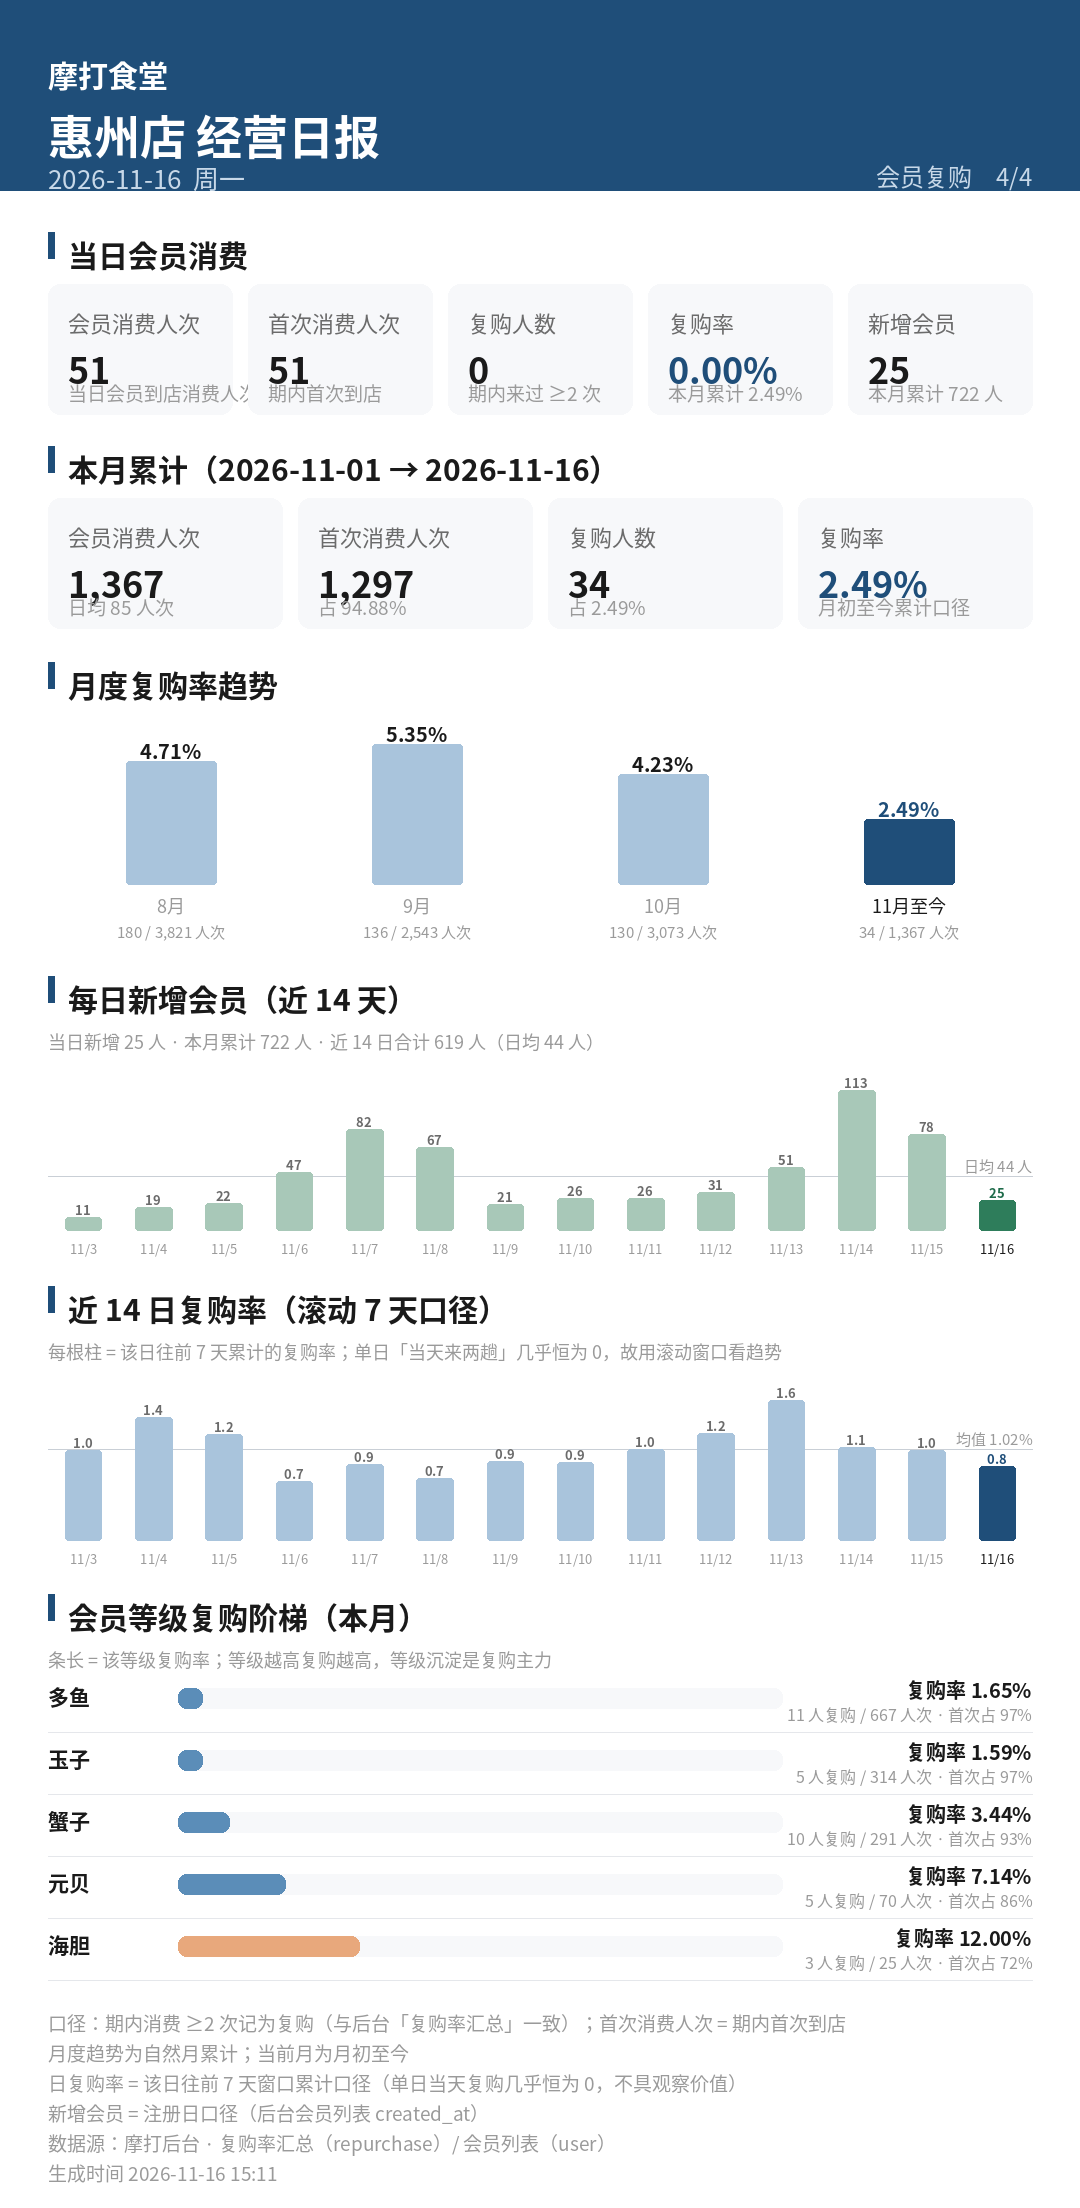 摩打食堂
惠州店 经营日报
2026-11-16 周一
会员复购 4/4
当日会员消费
会员消费人次 首次消费人次 复购人数 复购率 新增会员
51 51 0 0.00% 25
当日会员到店消费人次 期内首次到店 期内来过 ≥2 次 本月累计 2.49% 本月累计 722 人
本月累计（2026-11-01 → 2026-11-16）
会员消费人次 首次消费人次 复购人数 复购率
1,367 1,297 34 2.49%
日均 85 人次 占 94.88% 占 2.49% 月初至今累计口径
月度复购率趋势
4.71% 5.35% 4.23% 2.49%
8月 9月 10月 11月至今
180 / 3,821 人次 136 / 2,543 人次 130 / 3,073 人次 34 / 1,367 人次
每日新增会员（近 14 天）
当日新增 25 人 · 本月累计 722 人 · 近 14 日合计 619 人（日均 44 人）
11 19 22 47 82 67 21 26 26 31 51 113 78 25
日均 44 人
11/3 11/4 11/5 11/6 11/7 11/8 11/9 11/10 11/11 11/12 11/13 11/14 11/15 11/16
近 14 日复购率（滚动 7 天口径）
每根柱 = 该日往前 7 天累计的复购率；单日「当天来两趟」几乎恒为 0，故用滚动窗口看趋势
1.0 1.4 1.2 0.7 0.9 0.7 0.9 0.9 1.0 1.2 1.6 1.1 1.0 0.8
均值 1.02%
11/3 11/4 11/5 11/6 11/7 11/8 11/9 11/10 11/11 11/12 11/13 11/14 11/15 11/16
会员等级复购阶梯（本月）
条长 = 该等级复购率；等级越高复购越高，等级沉淀是复购主力
多鱼 复购率 1.65%
11 人复购 / 667 人次 · 首次占 97%
玉子 复购率 1.59%
5 人复购 / 314 人次 · 首次占 97%
蟹子 复购率 3.44%
10 人复购 / 291 人次 · 首次占 93%
元贝 复购率 7.14%
5 人复购 / 70 人次 · 首次占 86%
海胆 复购率 12.00%
3 人复购 / 25 人次 · 首次占 72%
口径：期内消费 ≥2 次记为复购（与后台「复购率汇总」一致）；首次消费人次 = 期内首次到店
月度趋势为自然月累计；当前月为月初至今
日复购率 = 该日往前 7 天窗口累计口径（单日当天复购几乎恒为 0，不具观察价值）
新增会员 = 注册日口径（后台会员列表 created_at）
数据源：摩打后台 · 复购率汇总（repurchase）/ 会员列表（user）
生成时间 2026-11-16 15:11